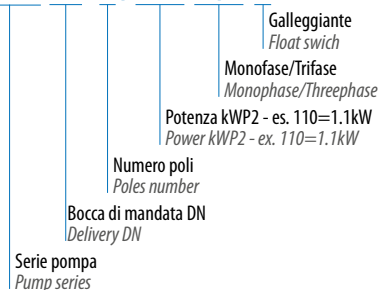 Galleggiante
Float swich
Monofase/Trifase
Monophase/Threephase
Potenza kWP2 - es. 110=1.1kW
Power kWP2 - ex. 110=1.1kW
Numero poli
Poles number
Bocca di mandata DN
Delivery DN
Serie pompa
Pump series